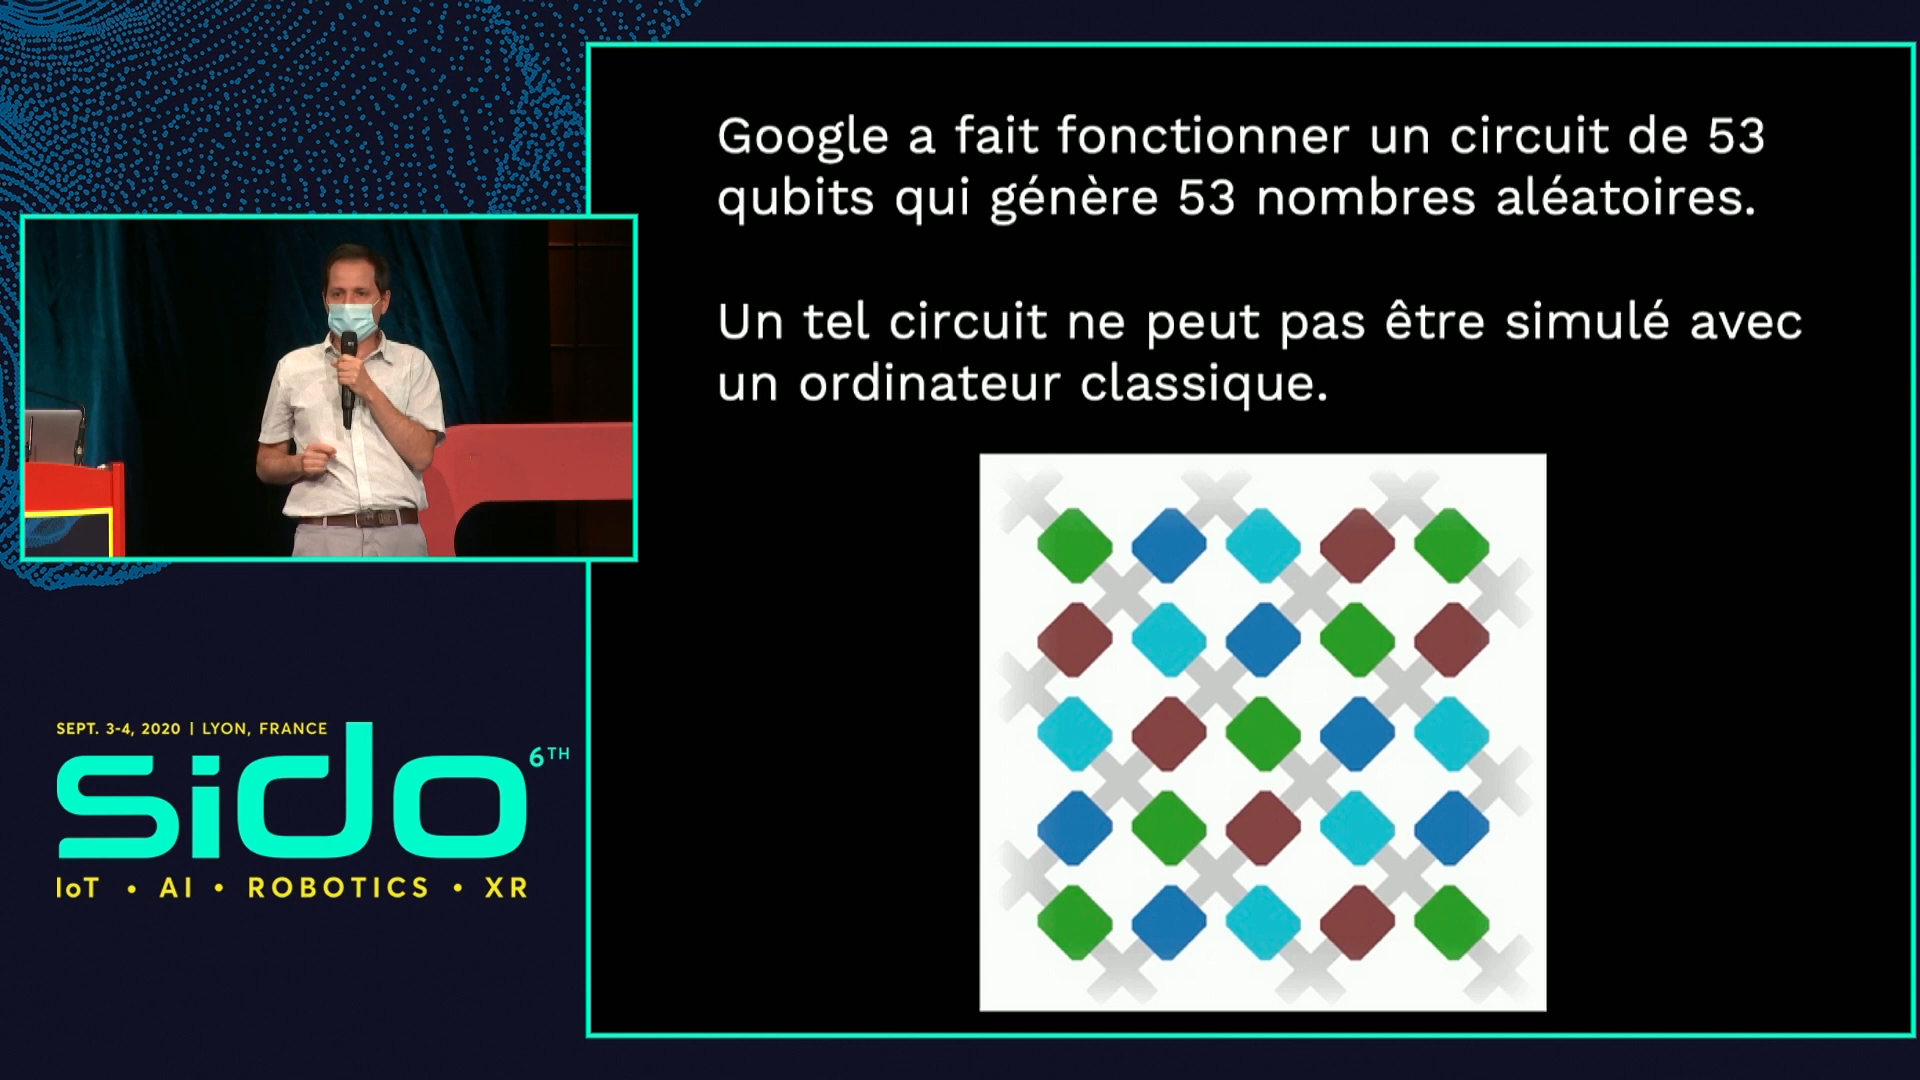 Google a fait fonctionner un circuit de 53
qubits qui génère 53 nombres aléatoires.
Un tel circuit ne peut pas être simulé avec
un ordinateur classique.
SEPT. 3-4, 2020 | LYON, FRANCE
sido 6TH
IoT • AI • ROBOTICS • XR